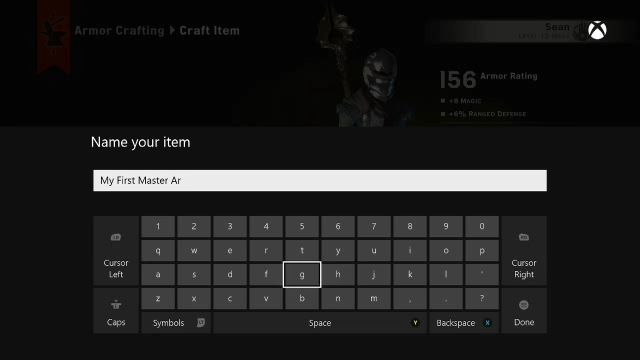 Armor Crafting ▸ Craft Item
Sean
156 Armor Rating
+8 Magic
+6% Ranged Defense
Name your item
My First Master Ar
1 2 3 4 5 6 7 8 9 0
q w e r t y u i o p
a s d f g h j k l '
z x c v b n m , . ?
Cursor Left
Cursor Right
Caps
Symbols
Space Y
Backspace X
Done